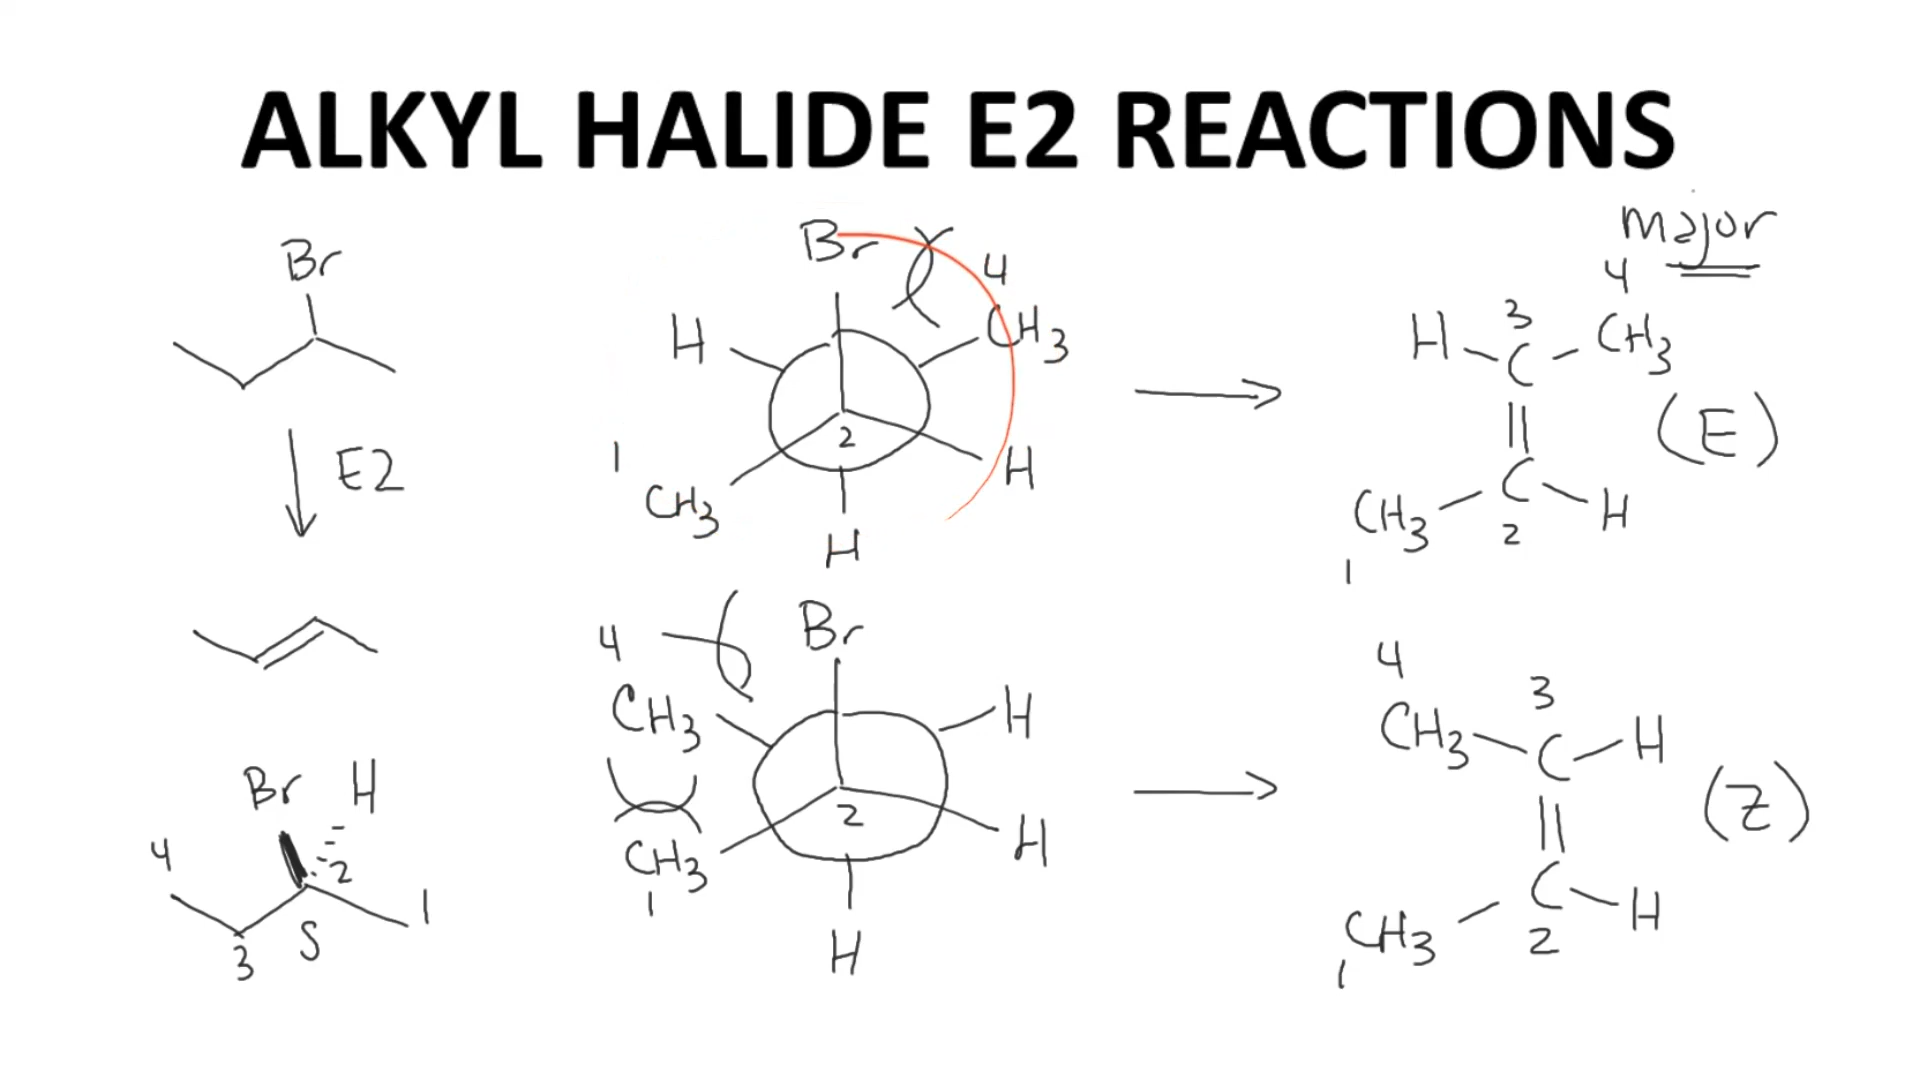 ALKYL HALIDE E2 REACTIONS
Br
E2
Br H
4 2 1
3 S
Br 4
H CH3
1 2 H
CH3
H
4 Br
CH3 H
2 H
CH3
1
H
major
4
H 3 CH3
C
(E)
C
CH3 2 H
1
4
3
CH3 C H
(Z)
C
CH3 2 H
1